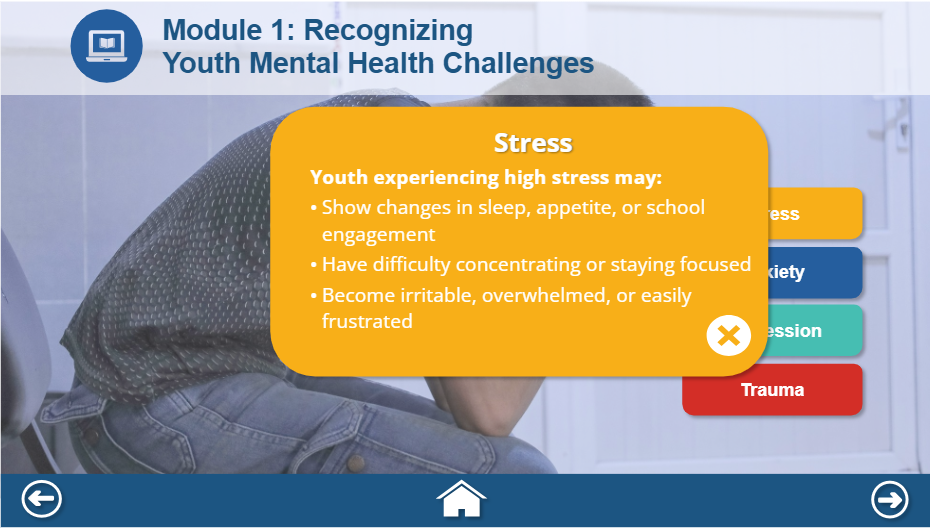 Module 1: Recognizing
Youth Mental Health Challenges
Stress
Youth experiencing high stress may:
• Show changes in sleep, appetite, or school
engagement
• Have difficulty concentrating or staying focused
• Become irritable, overwhelmed, or easily
frustrated
ress
xiety
ession
Trauma